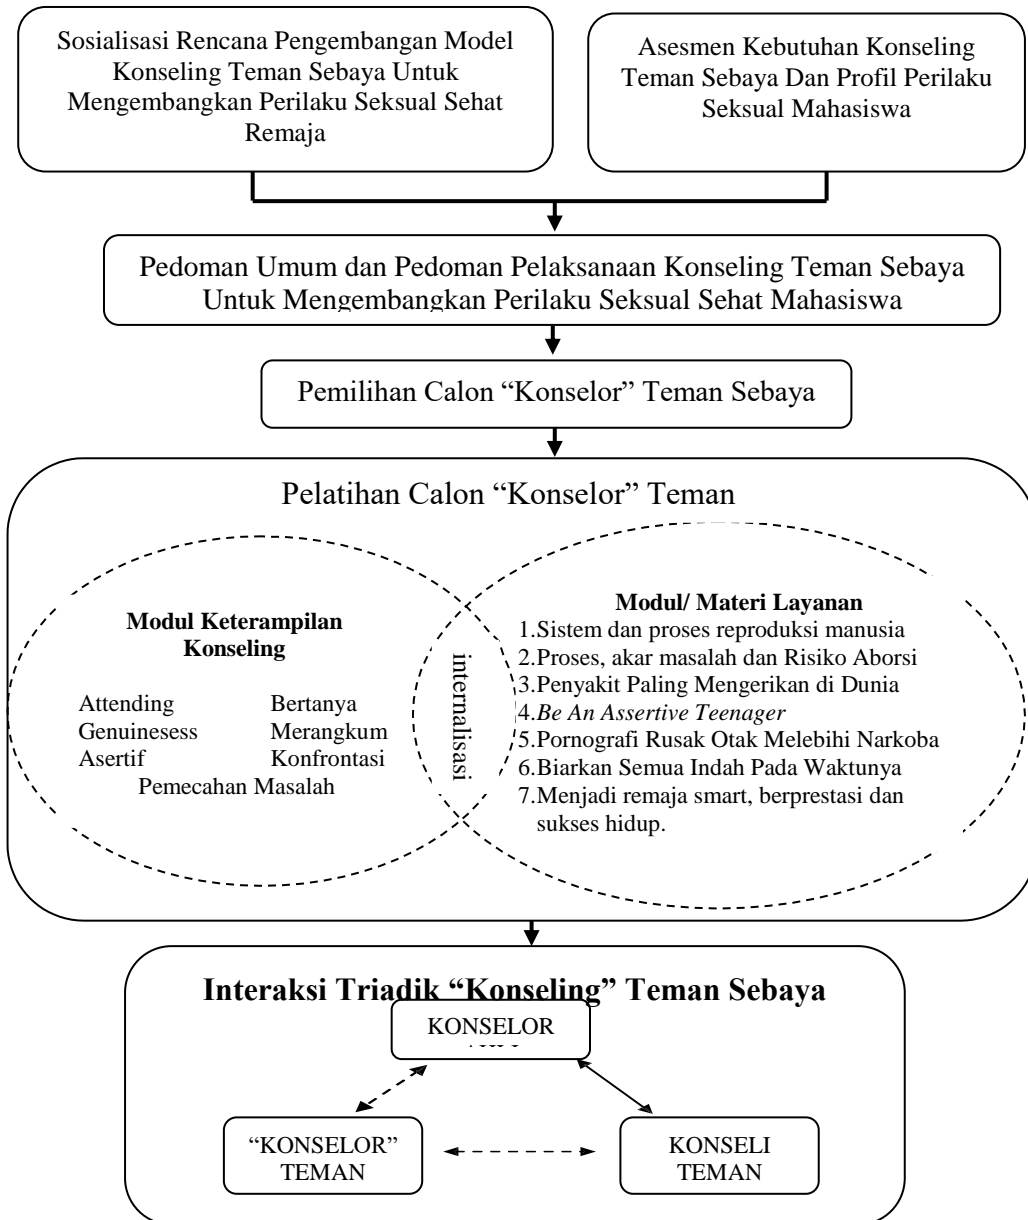 Sosialisasi Rencana Pengembangan Model
Konseling Teman Sebaya Untuk
Mengembangkan Perilaku Seksual Sehat
Remaja
Asesmen Kebutuhan Konseling
Teman Sebaya Dan Profil Perilaku
Seksual Mahasiswa
Pedoman Umum dan Pedoman Pelaksanaan Konseling Teman Sebaya
Untuk Mengembangkan Perilaku Seksual Sehat Mahasiswa
Pemilihan Calon “Konselor” Teman Sebaya
Pelatihan Calon “Konselor” Teman
Modul Keterampilan
Konseling
Attending
Genuinesess
Asertif
Bertanya
Merangkum
Konfrontasi
Pemecahan Masalah
internalisasi
Modul/ Materi Layanan
1.Sistem dan proses reproduksi manusia
2.Proses, akar masalah dan Risiko Aborsi
3.Penyakit Paling Mengerikan di Dunia
4.Be An Assertive Teenager
5.Pornografi Rusak Otak Melebihi Narkoba
6.Biarkan Semua Indah Pada Waktunya
7.Menjadi remaja smart, berprestasi dan
sukses hidup.
Interaksi Triadik “Konseling” Teman Sebaya
KONSELOR
“KONSELOR”
TEMAN
KONSELI
TEMAN